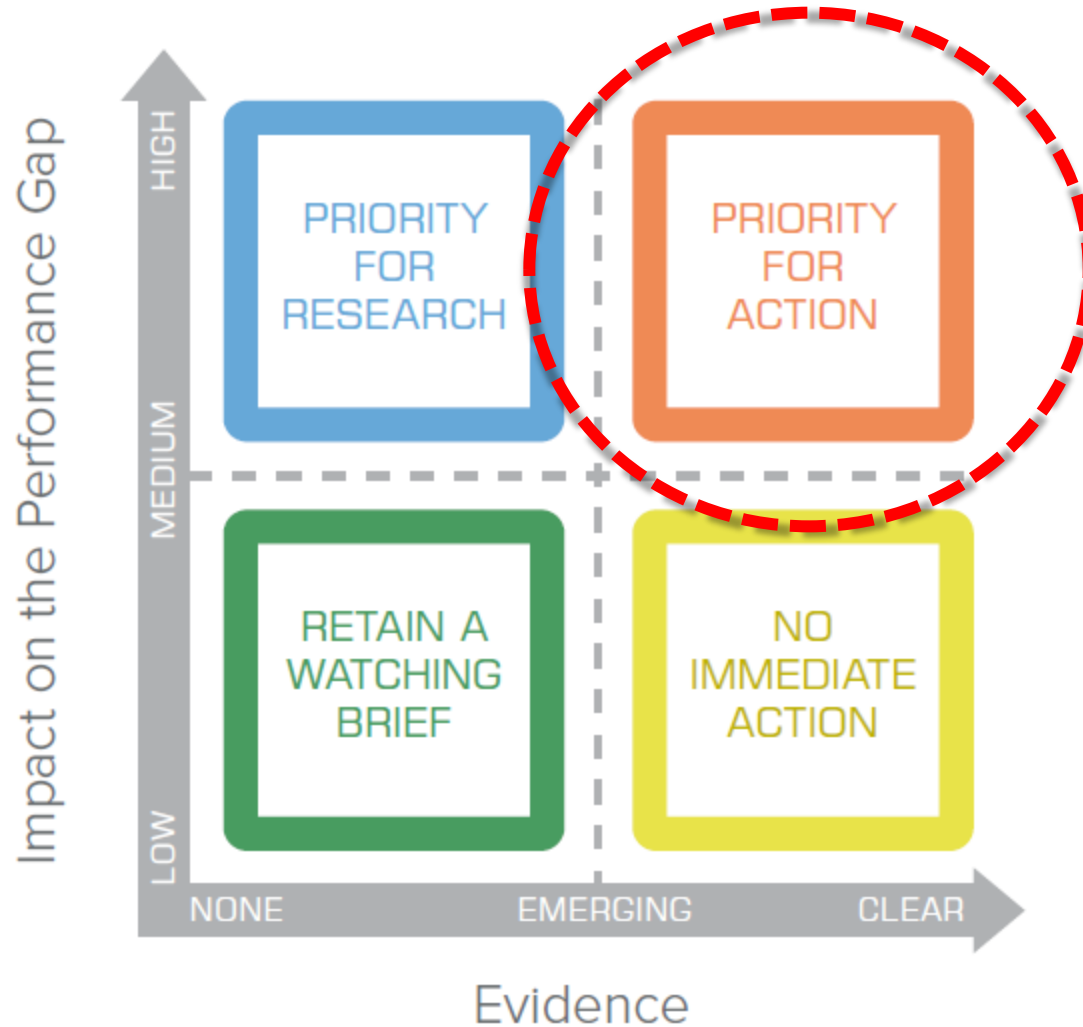 Impact on the Performance Gap
HIGH
MEDIUM
LOW
PRIORITY
FOR
RESEARCH
PRIORITY
FOR
ACTION
RETAIN A
WATCHING
BRIEF
NO
IMMEDIATE
ACTION
NONE
EMERGING
CLEAR
Evidence